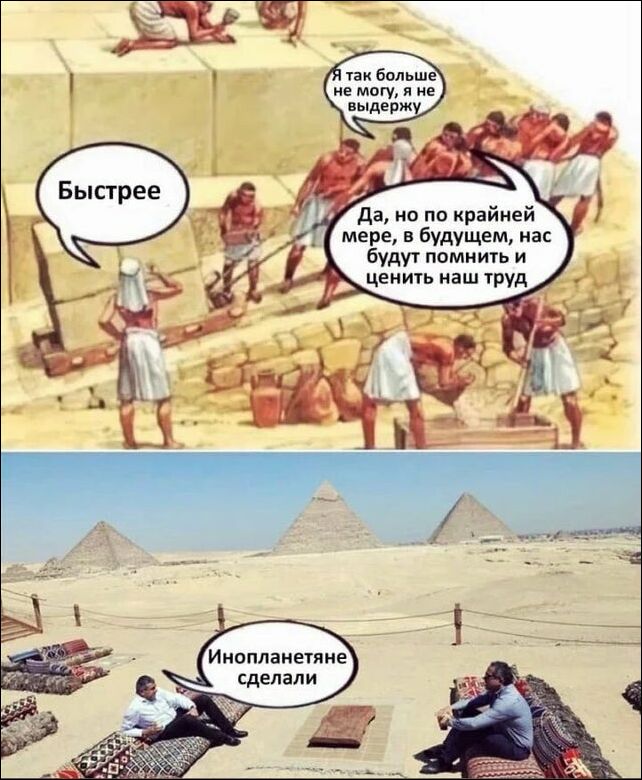 Я так больше
не могу, я не
выдержу
Быстрее
Да, но по крайней
мере, в будущем, нас
будут помнить и
ценить наш труд
Инопланетяне
сделали